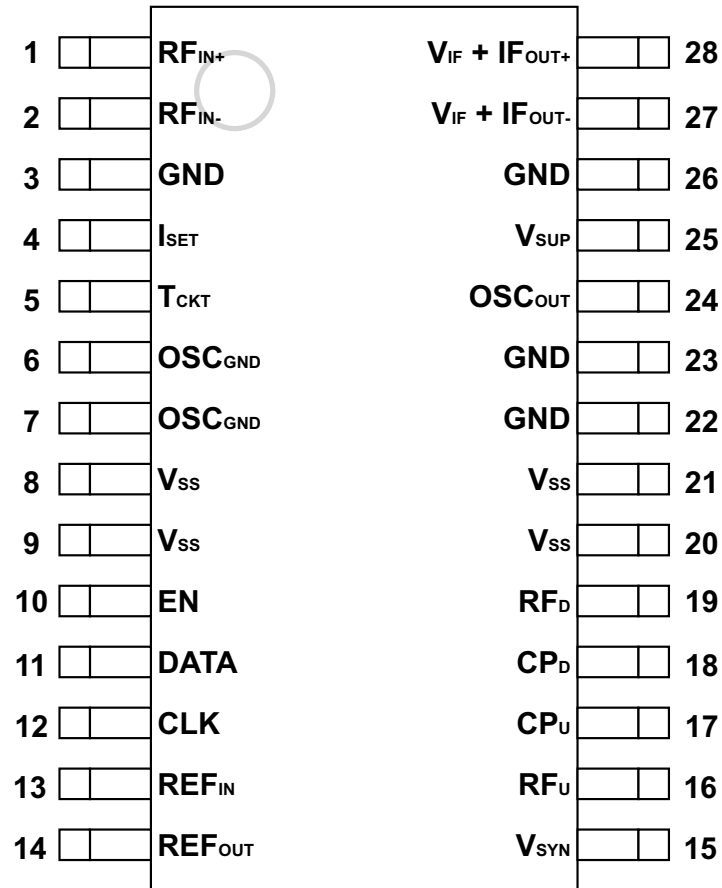 1 RFIN+ VIF + IFOUT+ 28
2 RFIN- VIF + IFOUT- 27
3 GND GND 26
4 ISET VSUP 25
5 TCKT OSCOUT 24
6 OSCGND GND 23
7 OSCGND GND 22
8 VSS VSS 21
9 VSS VSS 20
10 EN RFD 19
11 DATA CPD 18
12 CLK CPU 17
13 REFIN RFU 16
14 REFOUT VSYN 15